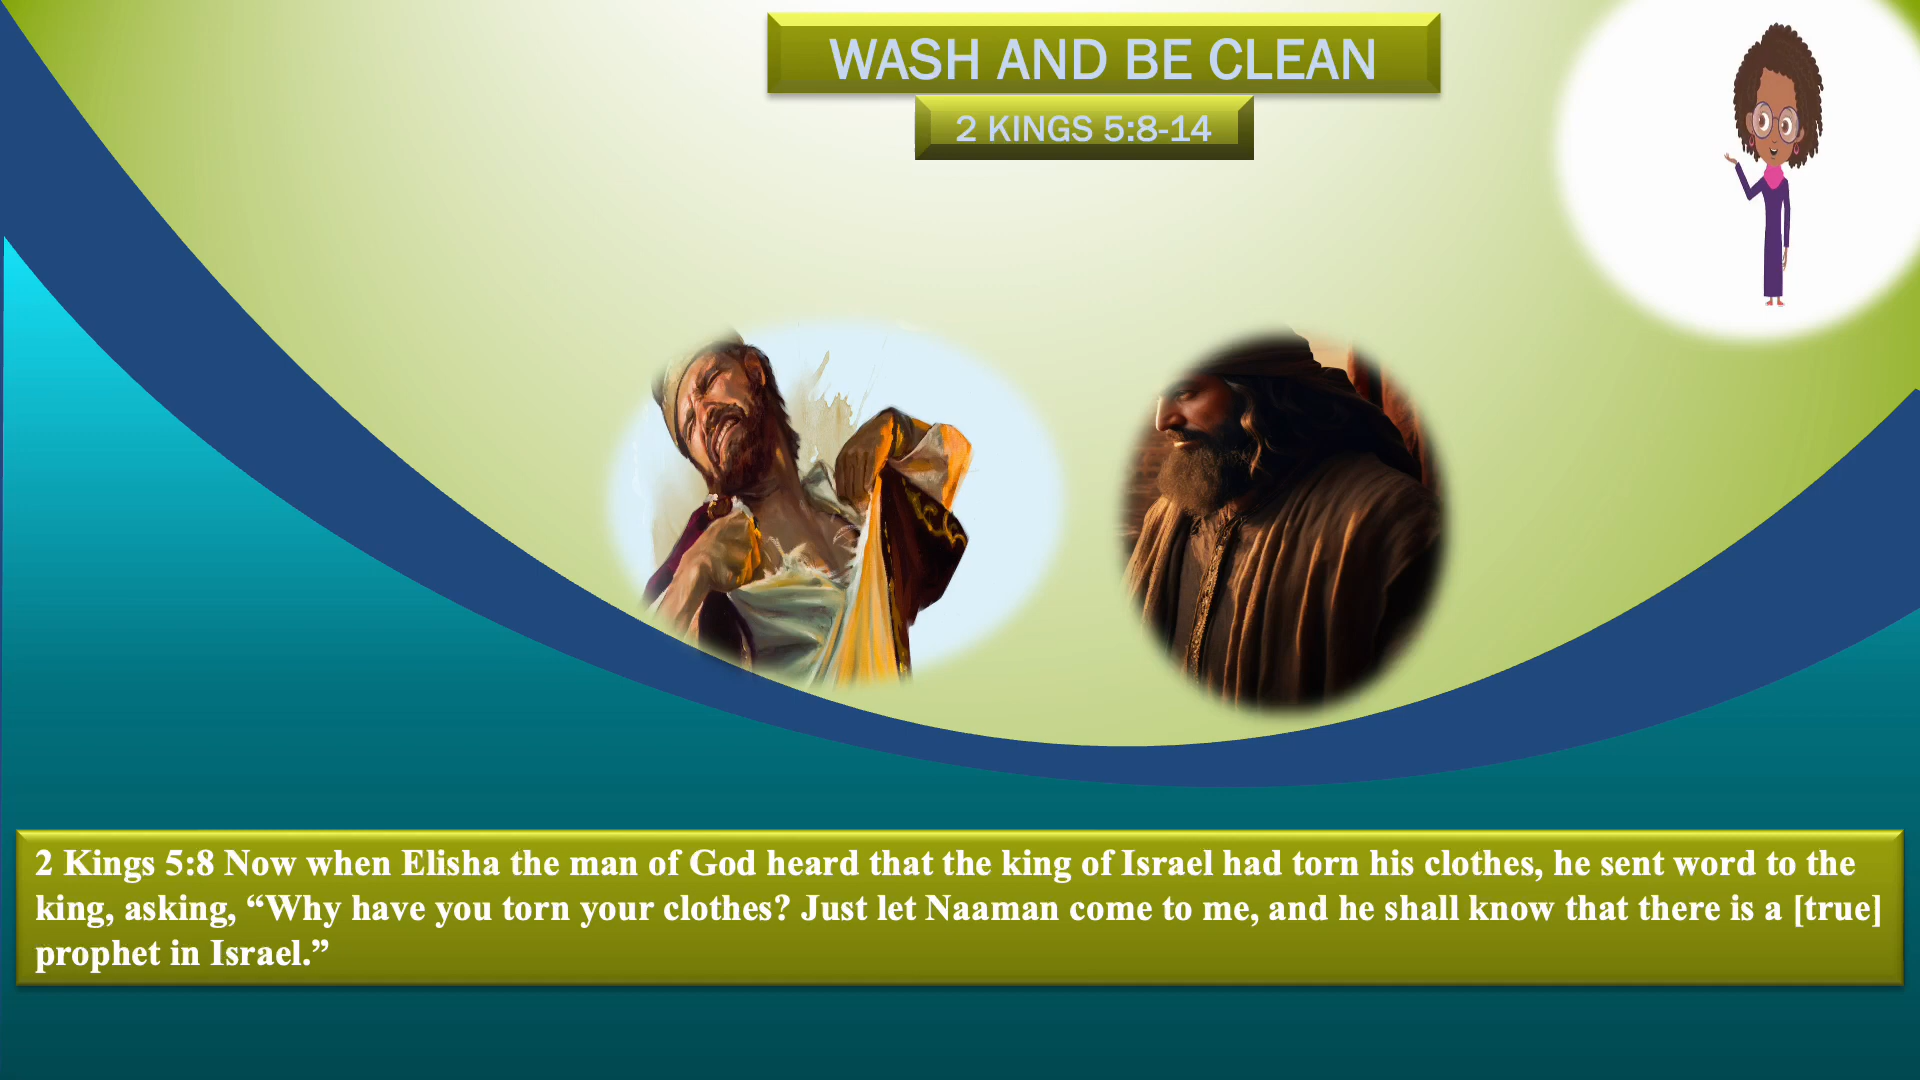 WASH AND BE CLEAN
2 KINGS 5:8-14
2 Kings 5:8 Now when Elisha the man of God heard that the king of Israel had torn his clothes, he sent word to the
king, asking, “Why have you torn your clothes? Just let Naaman come to me, and he shall know that there is a [true]
prophet in Israel.”